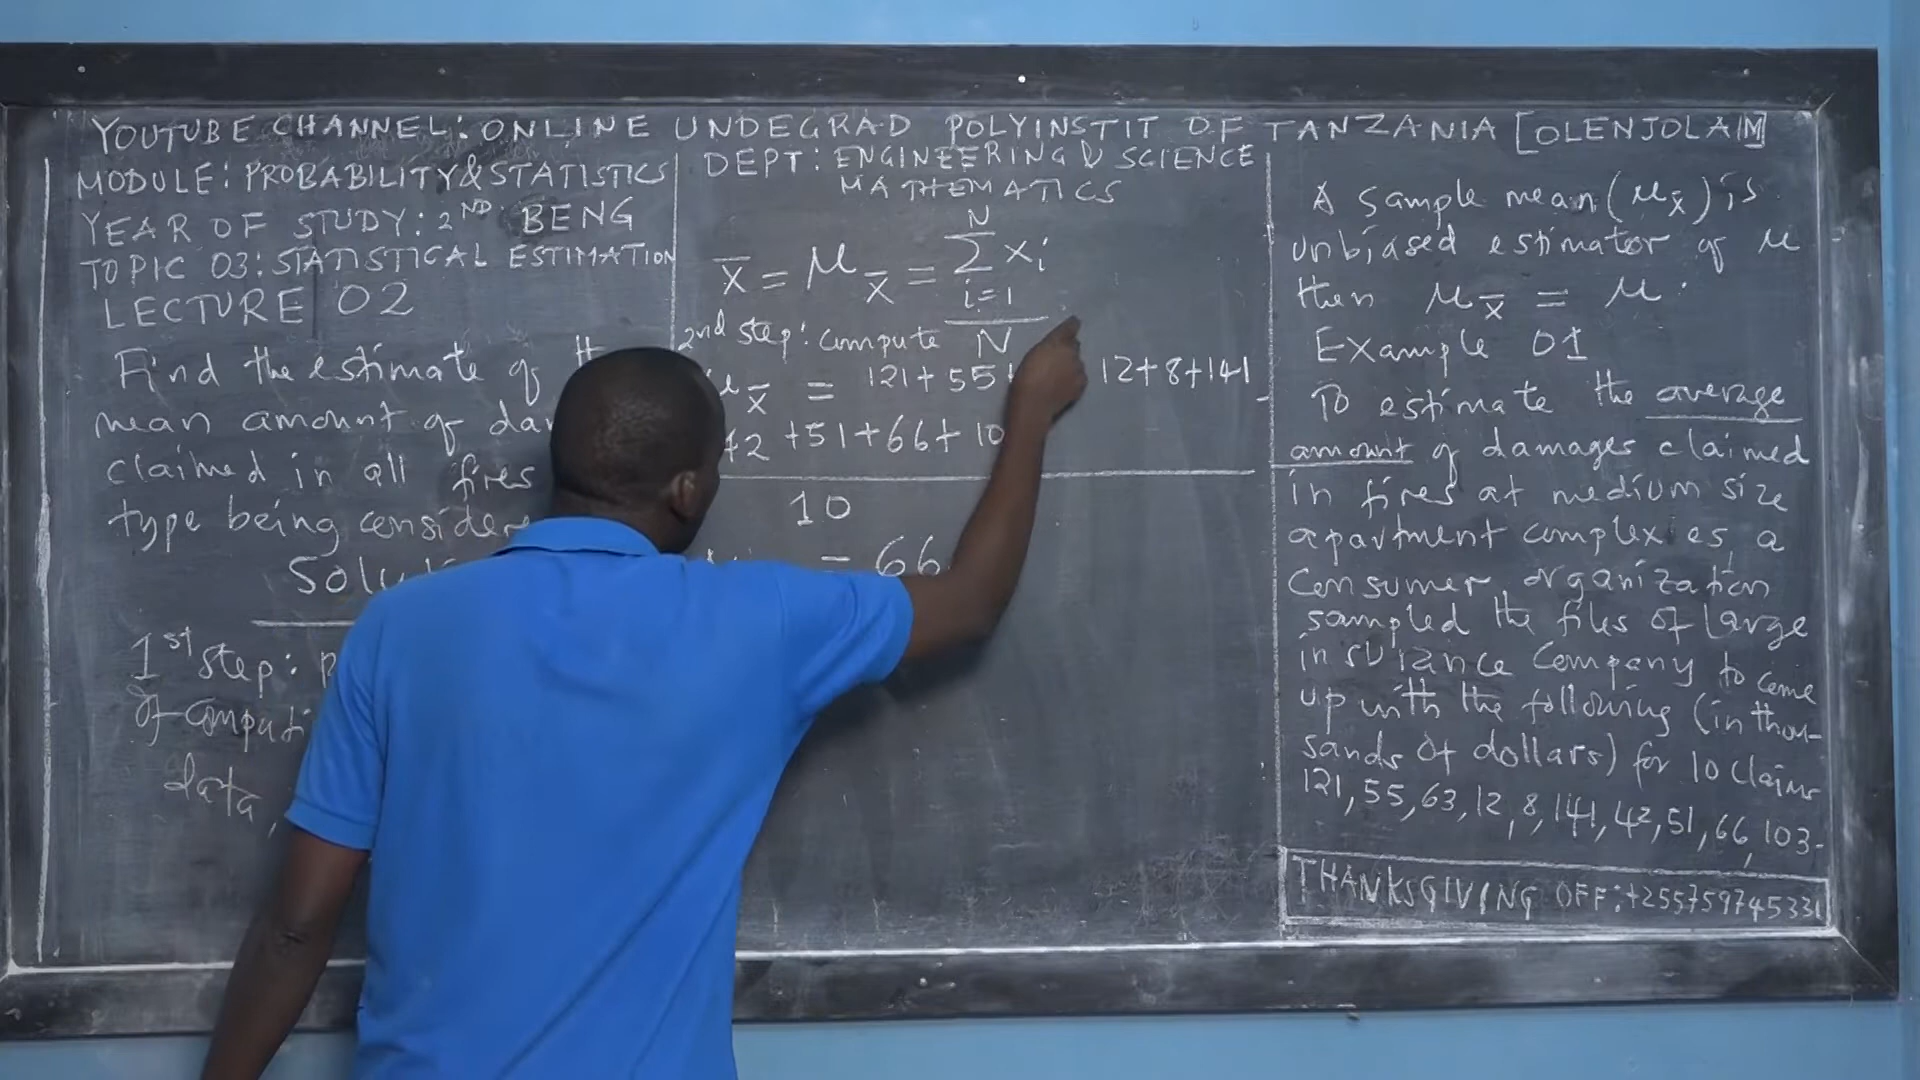 YOUTUBE CHANNEL: ONLINE UNDEGRAD POLYINSTIT OF TANZANIA [OLENJOLAIM]
MODULE: PROBABILITY & STATISTICS
YEAR OF STUDY: 2ND BENG
TOPIC 03: STATISTICAL ESTIMATION
LECTURE 02
Find the estimate of
mean amount of
claimed in all fires
type being
1st step:
data,
DEPT: ENGINEERING & SCIENCE
MATHEMATICS
x̄ = μx̄ = N∑i=1 xi / N
2nd step: compute
x̄ = 121+55+ 12+8+141
42 +51+66+10
10
= 66
A sample mean (μx̄) is
unbiased estimator of μ
then μx̄ = μ.
Example 01
To estimate the average
amount of damages claimed
in fires at medium size
apartment complexes, a
consumer organization
sampled the files of large
insurance company to come
up with the following (in thou-
sands of dollars) for 10 claims
121, 55, 63, 12, 8, 141, 42, 51, 66, 103.
THANKSGIVING OFF: +255759745331